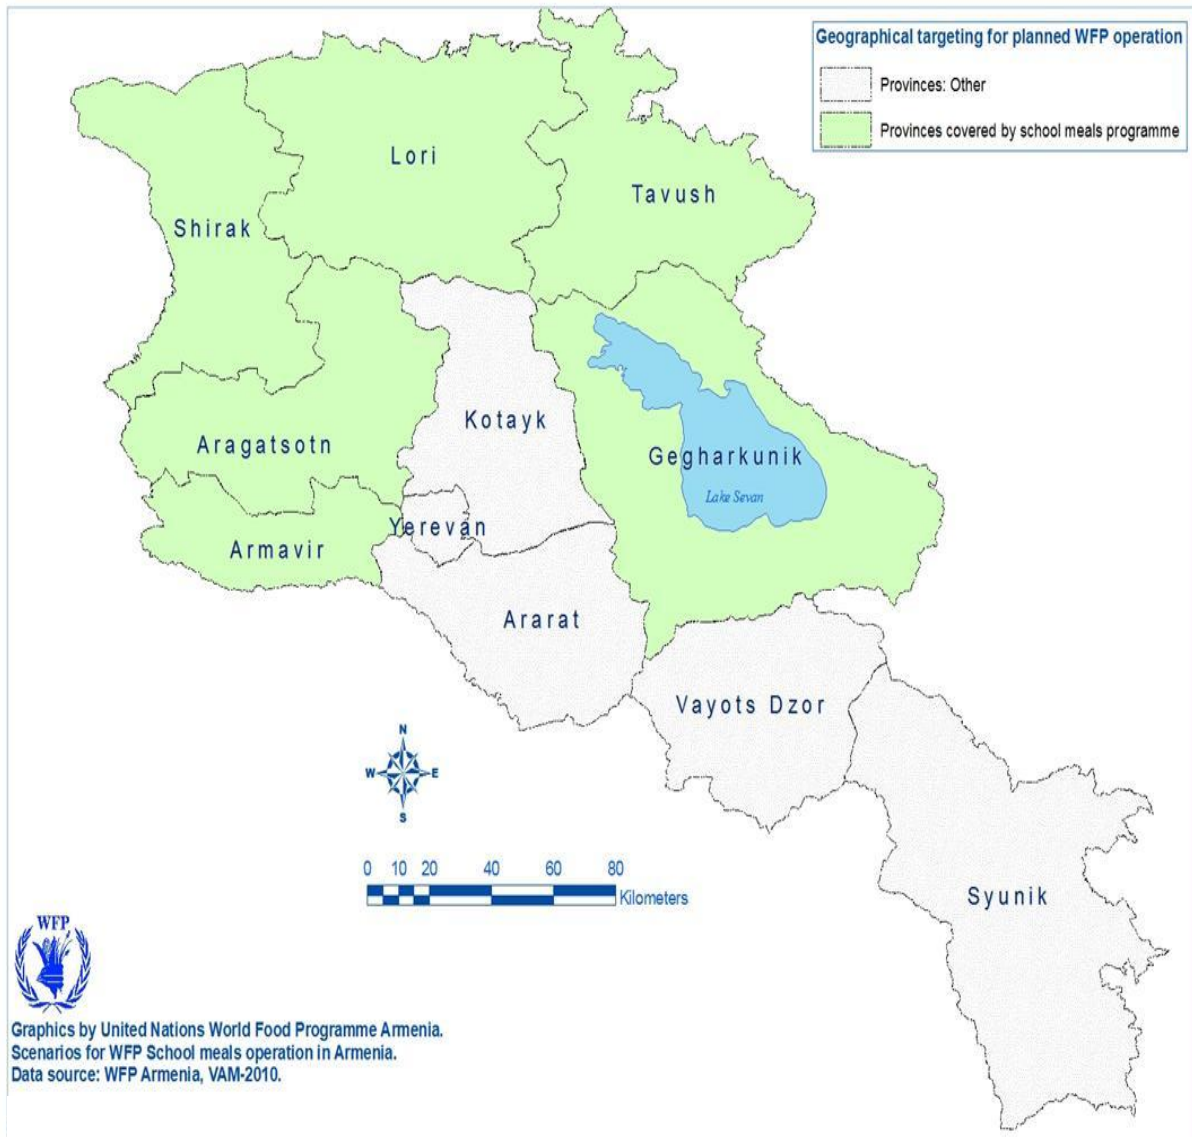 Geographical targeting for planned WFP operation
Provinces: Other
Provinces covered by school meals programme
Lori
Tavush
Shirak
Kotayk
Aragatsotn
Gegharkunik
Lake Sevan
Yerevan
Armavir
Ararat
Vayots Dzor
N
W E
S
0 10 20 40 60 80
Kilometers
Syunik
WFP
Graphics by United Nations World Food Programme Armenia.
Scenarios for WFP School meals operation in Armenia.
Data source: WFP Armenia, VAM-2010.